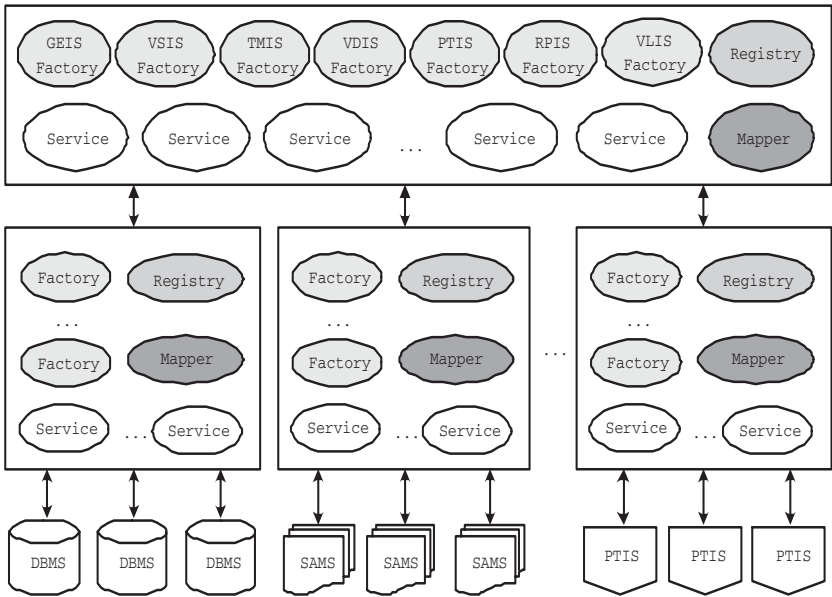 GEIS Factory
VSIS Factory
TMIS Factory
VDIS Factory
PTIS Factory
RPIS Factory
VLIS Factory
Registry
Service
Service
Service
...
Service
Service
Mapper
Factory
Registry
...
Factory
Mapper
Service
...
Service
Factory
Registry
...
Factory
Mapper
Service
...
Service
...
Factory
Registry
...
Factory
Mapper
Service
...
Service
DBMS
DBMS
DBMS
SAMS
SAMS
SAMS
PTIS
PTIS
PTIS